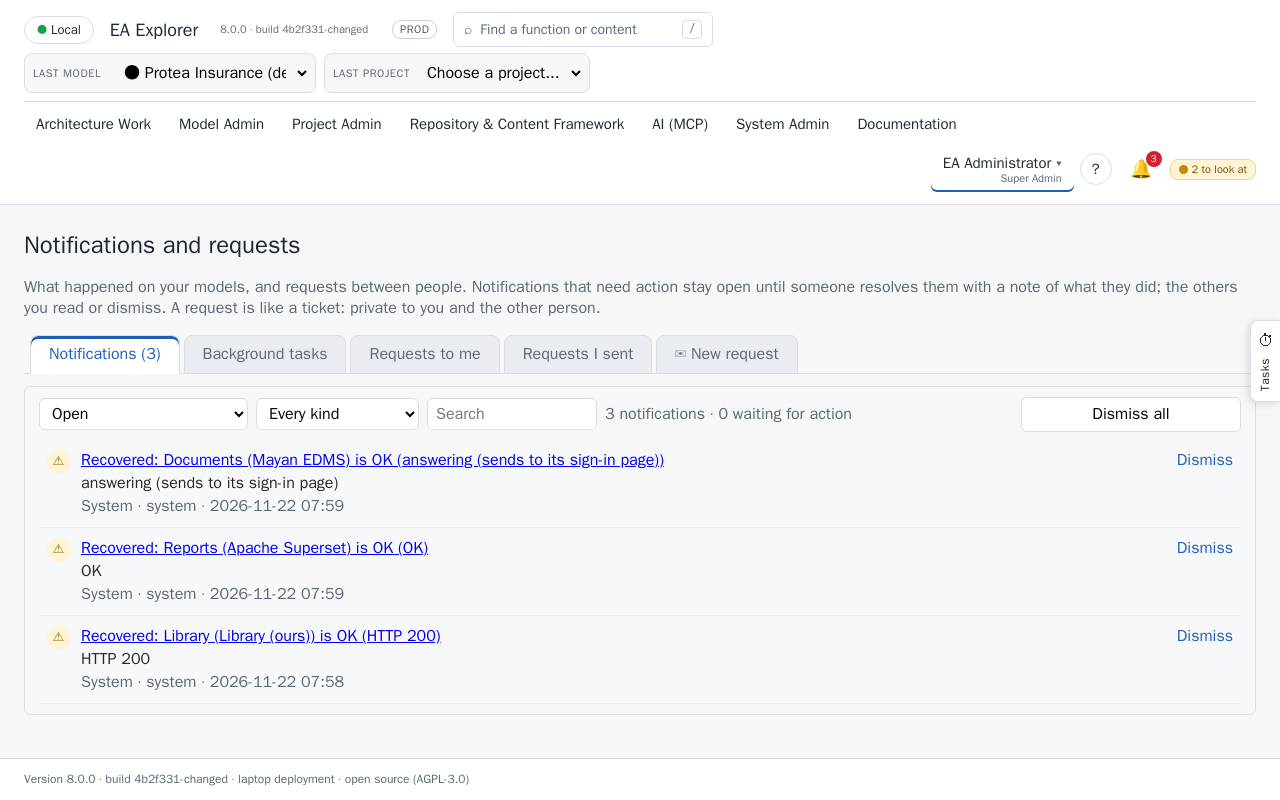 Local
EA Explorer
8.0.0 · build 4b2f331-changed
PROD
Find a function or content
/
LAST MODEL
Protea Insurance (de
LAST PROJECT
Choose a project...
Architecture Work
Model Admin
Project Admin
Repository & Content Framework
AI (MCP)
System Admin
Documentation
EA Administrator ▾
Super Admin
?
3
2 to look at
Notifications and requests
What happened on your models, and requests between people. Notifications that need action stay open until someone resolves them with a note of what they did; the others
you read or dismiss. A request is like a ticket: private to you and the other person.
Notifications (3)
Background tasks
Requests to me
Requests I sent
✉ New request
Tasks
Open
Every kind
Search
3 notifications · 0 waiting for action
Dismiss all
⚠ Recovered: Documents (Mayan EDMS) is OK (answering (sends to its sign-in page))
Dismiss
answering (sends to its sign-in page)
System · system · 2026-11-22 07:59
⚠ Recovered: Reports (Apache Superset) is OK (OK)
Dismiss
OK
System · system · 2026-11-22 07:59
⚠ Recovered: Library (Library (ours)) is OK (HTTP 200)
Dismiss
HTTP 200
System · system · 2026-11-22 07:58
Version 8.0.0 · build 4b2f331-changed · laptop deployment · open source (AGPL-3.0)